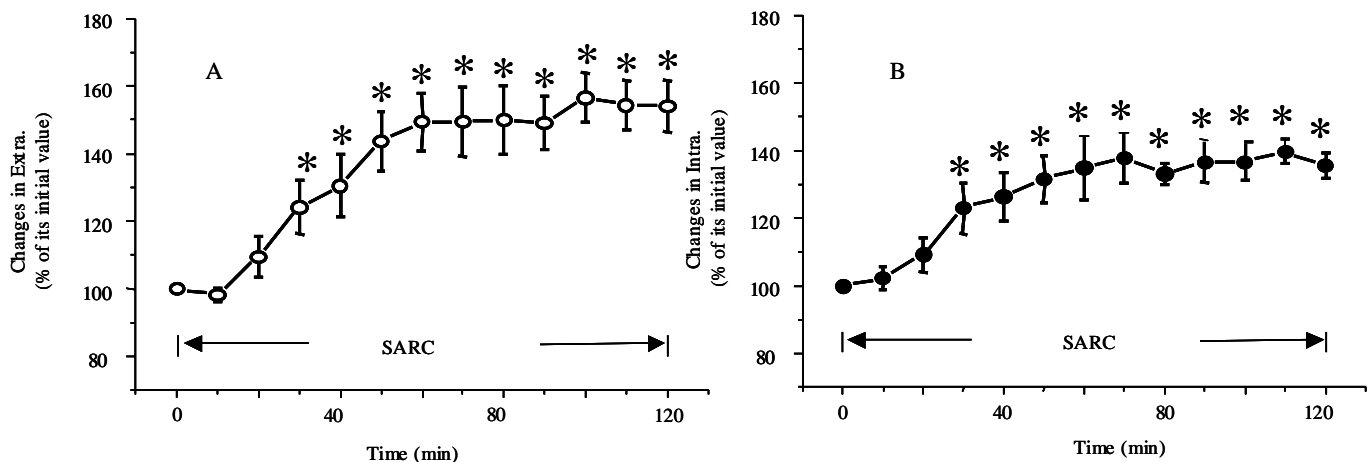 180
160
140
120
100
80
Changes in Extra.
(% of its initial value)
A
* * * * * * * * * *
SARC
0 40 80 120
Time (min)
180
160
140
120
100
80
Changes in Intra.
(% of its initial value)
B
* * * * * * * * * *
SARC
0 40 80 120
Time (min)